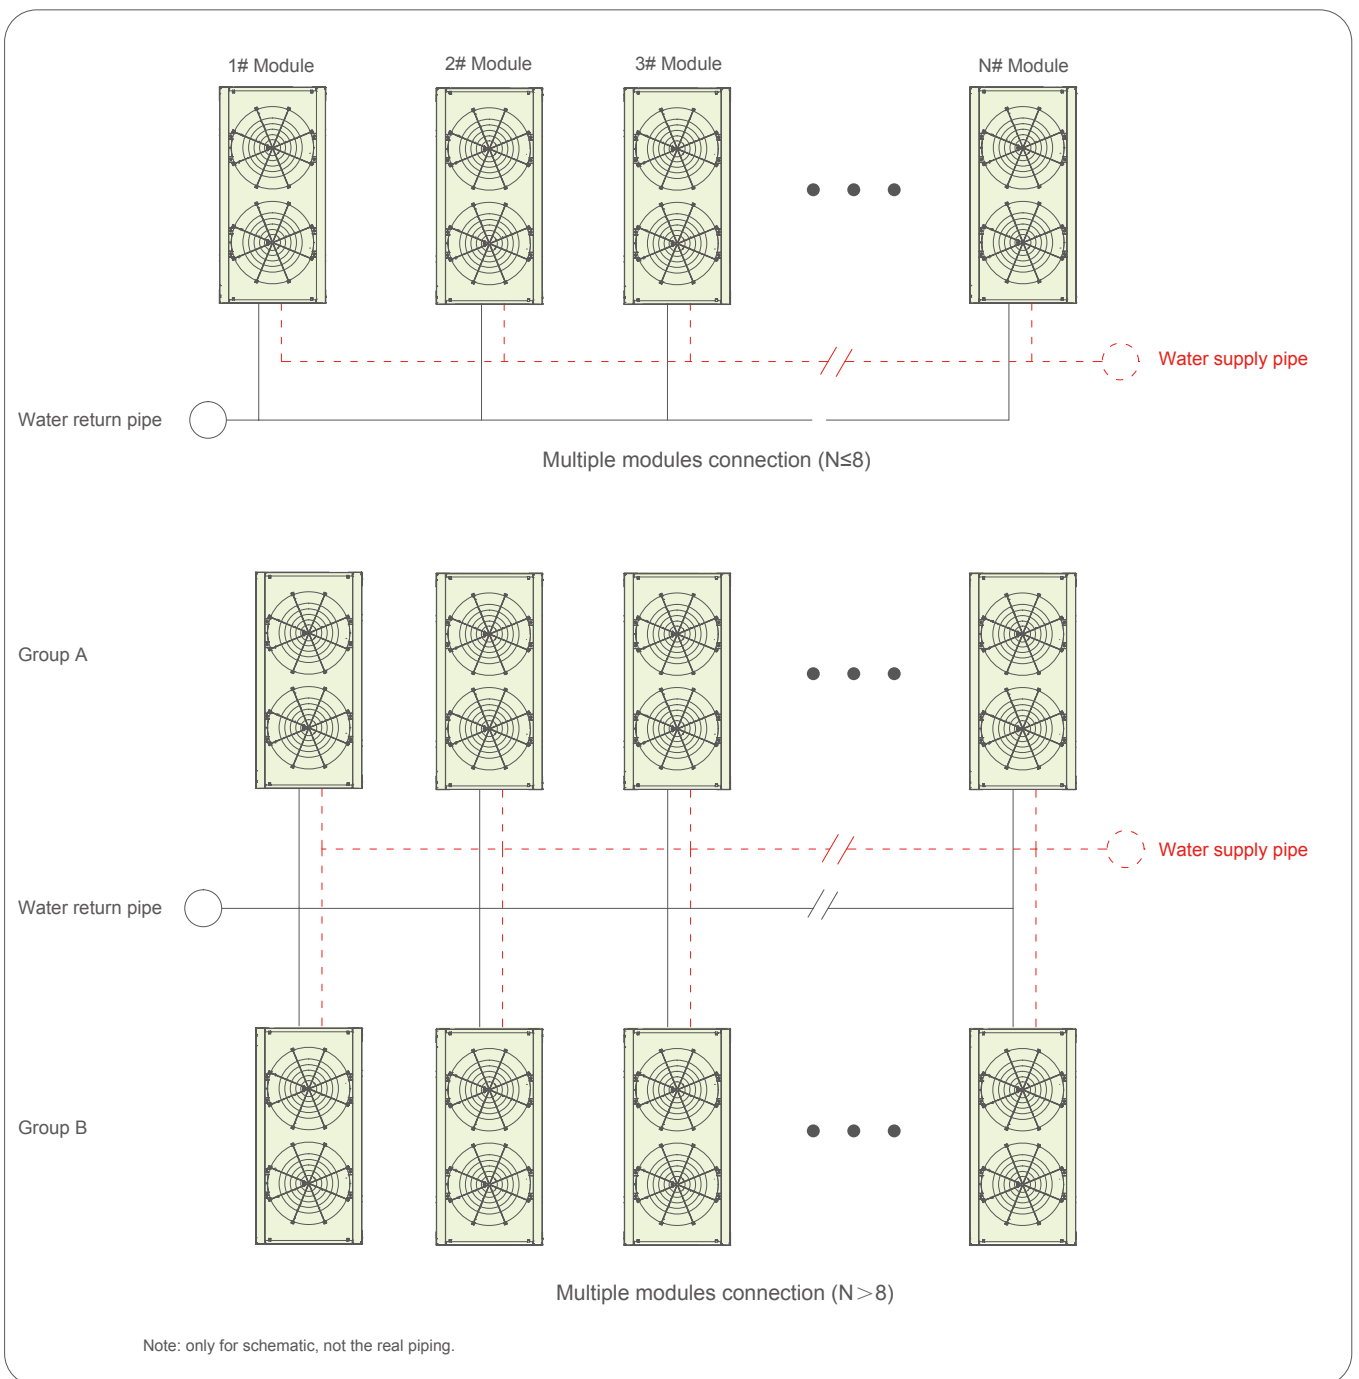 1# Module
2# Module
3# Module
N# Module
Water supply pipe
Water return pipe
Multiple modules connection (N≤8)
Group A
Water supply pipe
Water return pipe
Group B
Multiple modules connection (N＞8)
Note: only for schematic, not the real piping.